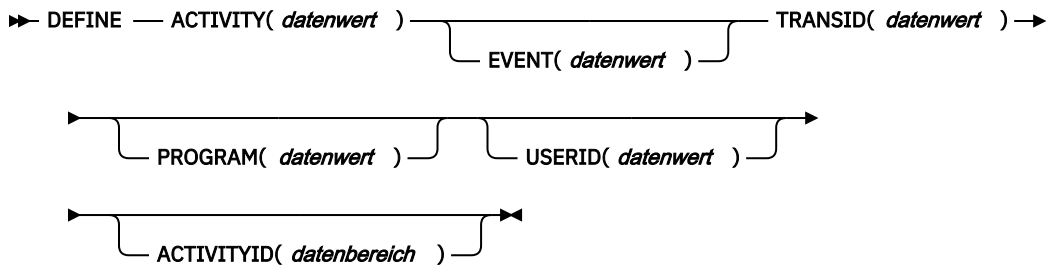 DEFINE ACTIVITY( datenwert ) TRANSID( datenwert )
EVENT( datenwert )
PROGRAM( datenwert ) USERID( datenwert )
ACTIVITYID( datenbereich )